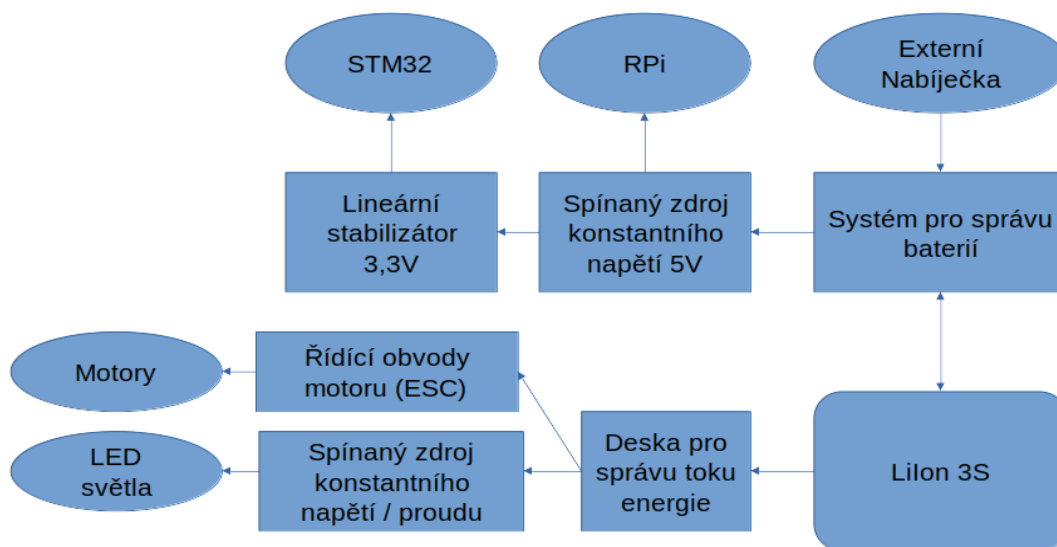 STM32
RPi
Externí
Nabíječka
Lineární
stabilizátor
3,3V
Spínaný zdroj
konstantního
napětí 5V
Systém pro správu
baterií
Motory
Řídící obvody
motoru (ESC)
LED
světla
Spínaný zdroj
konstantního
napětí / proudu
Deska pro
správu toku
energie
LiIon 3S